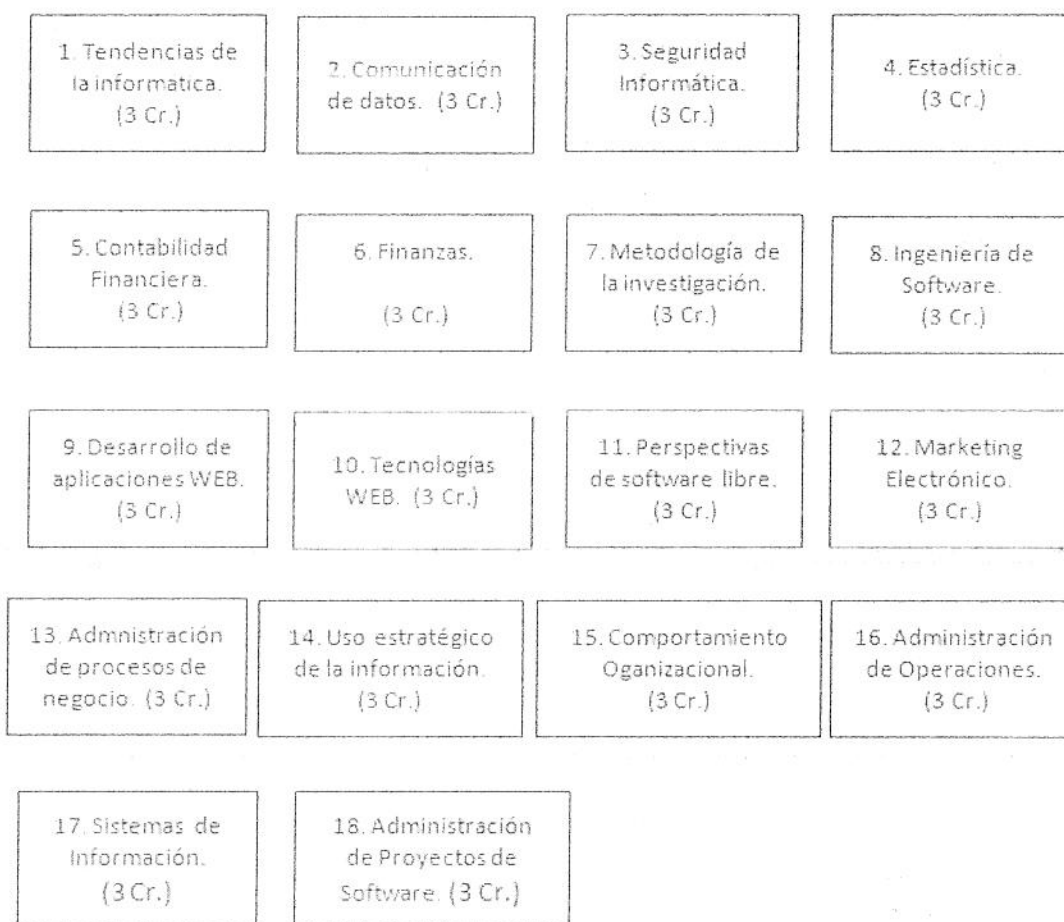 1. Tendencias de
la informatica.
(3 Cr.)
2. Comunicación
de datos. (3 Cr.)
3. Seguridad
Informática.
(3 Cr.)
4. Estadística.
(3 Cr.)
5. Contabilidad
Financiera.
(3 Cr.)
6. Finanzas.
(3 Cr.)
7. Metodología de
la investigación.
(3 Cr.)
8. Ingeniería de
Software.
(3 Cr.)
9. Desarrollo de
aplicaciones WEB.
(3 Cr.)
10. Tecnologías
WEB. (3 Cr.)
11. Perspectivas
de software libre.
(3 Cr.)
12. Marketing
Electrónico.
(3 Cr.)
13. Admnistración
de procesos de
negocio. (3 Cr.)
14. Uso estratégico
de la información.
(3 Cr.)
15. Comportamiento
Oganizacional.
(3 Cr.)
16. Administración
de Operaciones.
(3 Cr.)
17. Sistemas de
Información.
(3 Cr.)
18. Administración
de Proyectos de
Software. (3 Cr.)